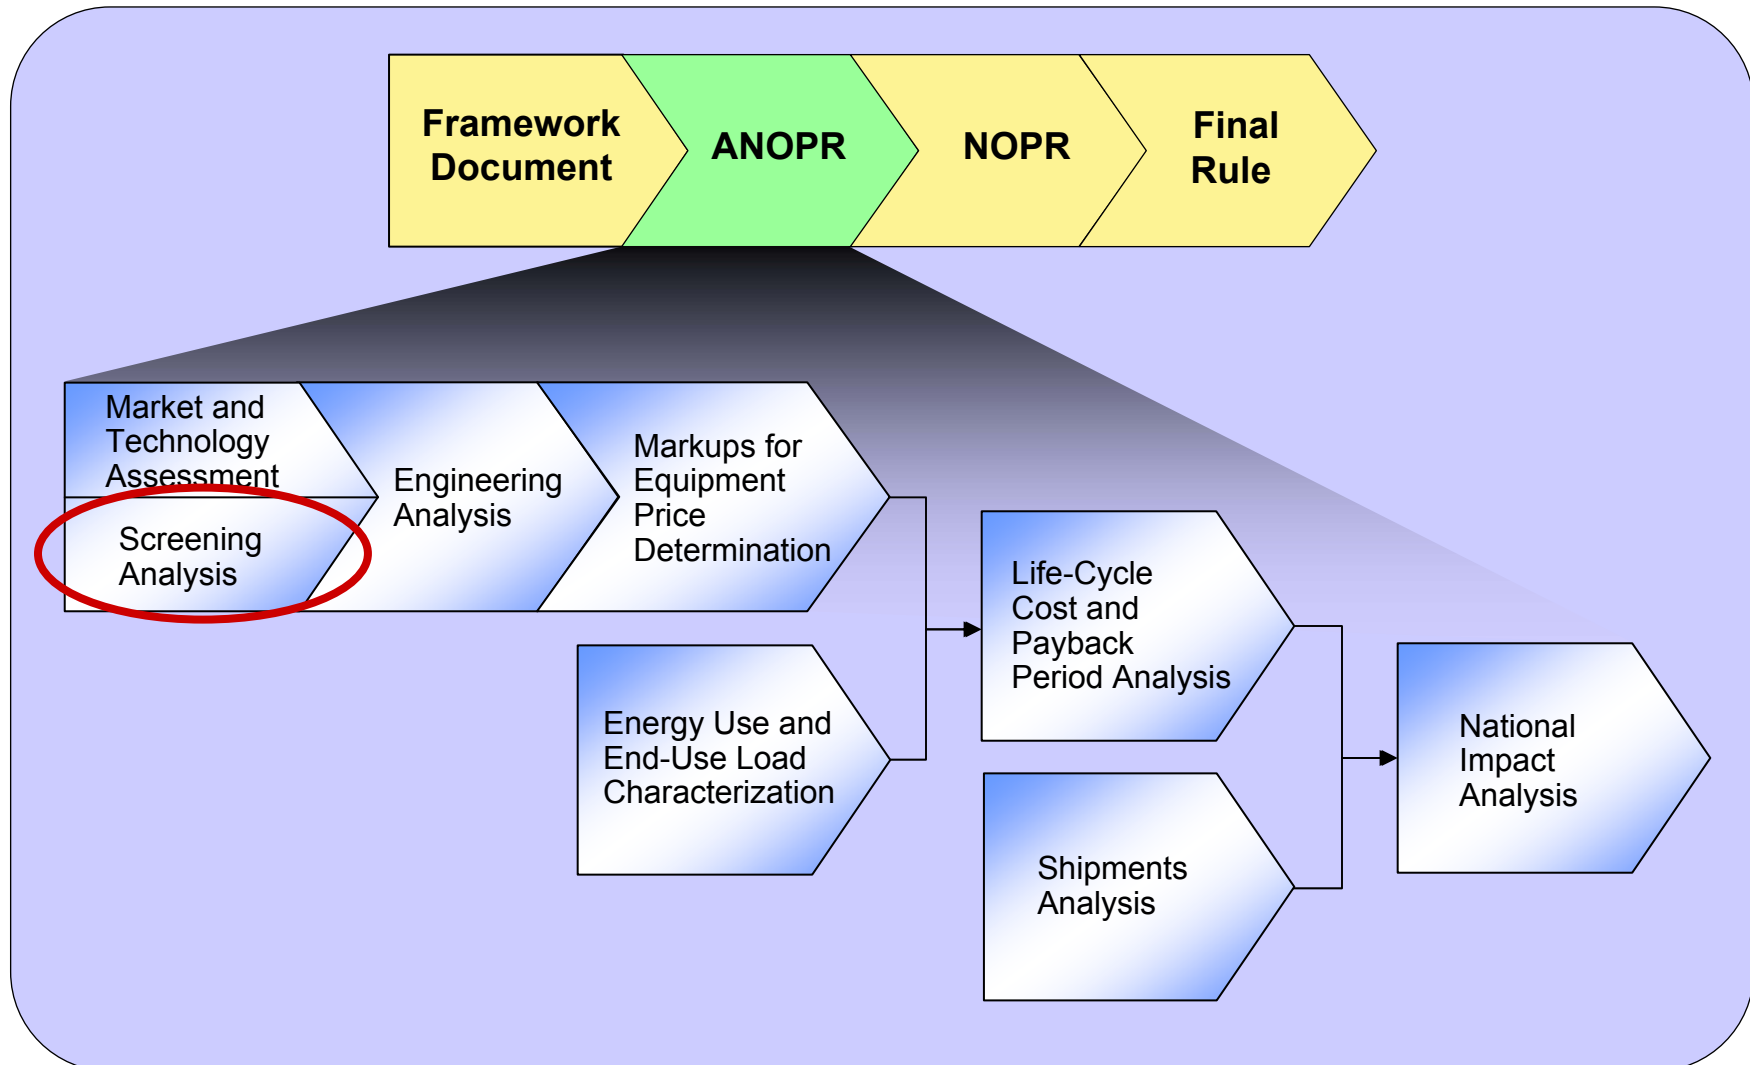 Framework
Document
ANOPR
NOPR
Final
Rule
Market and
Technology
Assessment
Screening
Analysis
Engineering
Analysis
Markups for
Equipment
Price
Determination
Energy Use and
End-Use Load
Characterization
Life-Cycle
Cost and
Payback
Period Analysis
Shipments
Analysis
National
Impact
Analysis